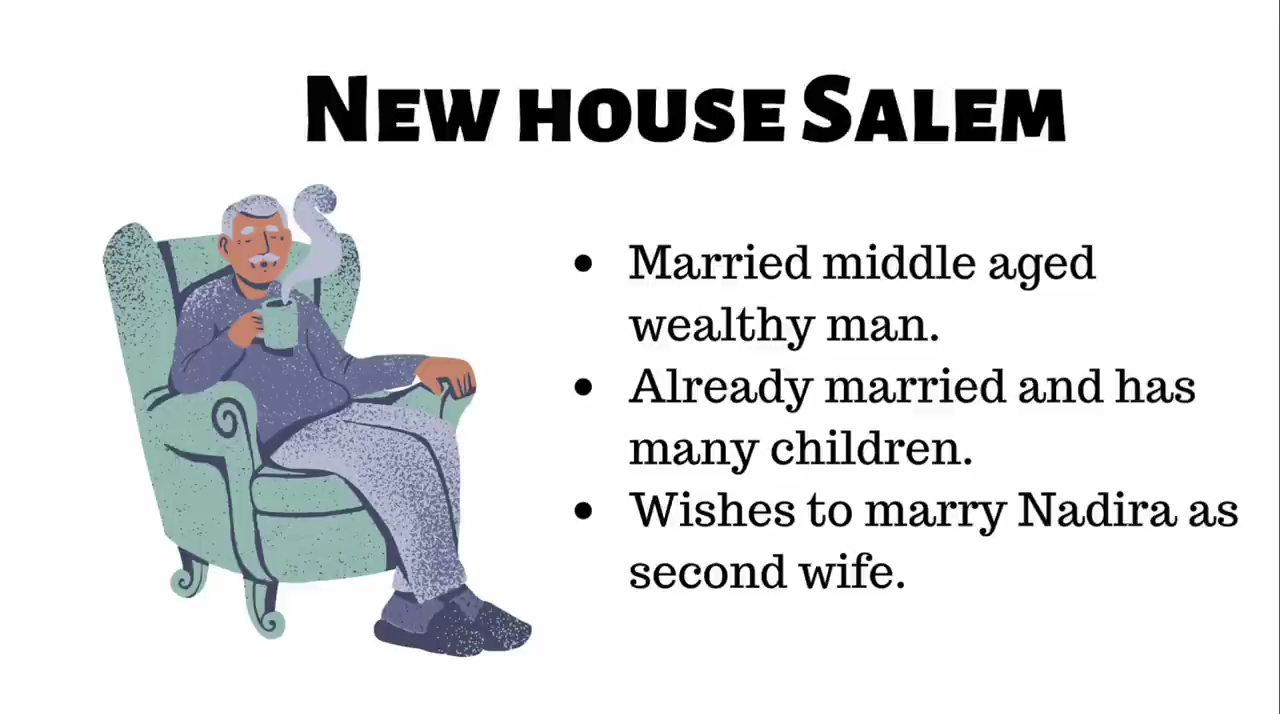 New house Salem
• Married middle aged
wealthy man.
• Already married and has
many children.
• Wishes to marry Nadira as
second wife.